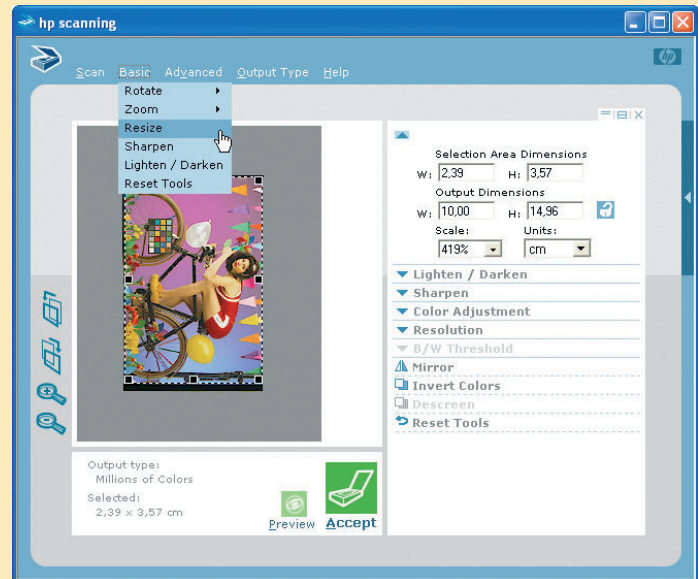 hp scanning
hp
Scan Basic Advanced Output Type Help
Rotate
Zoom
Resize
Sharpen
Lighten / Darken
Reset Tools
Selection Area Dimensions
W: 2,39 H: 3,57
Output Dimensions
W: 10,00 H: 14,96
Scale: Units:
419% cm
Lighten / Darken
Sharpen
Color Adjustment
Resolution
B/W Threshold
Mirror
Invert Colors
Descreen
Reset Tools
Output type:
Millions of Colors
Selected:
2,39 x 3,57 cm
Preview Accept